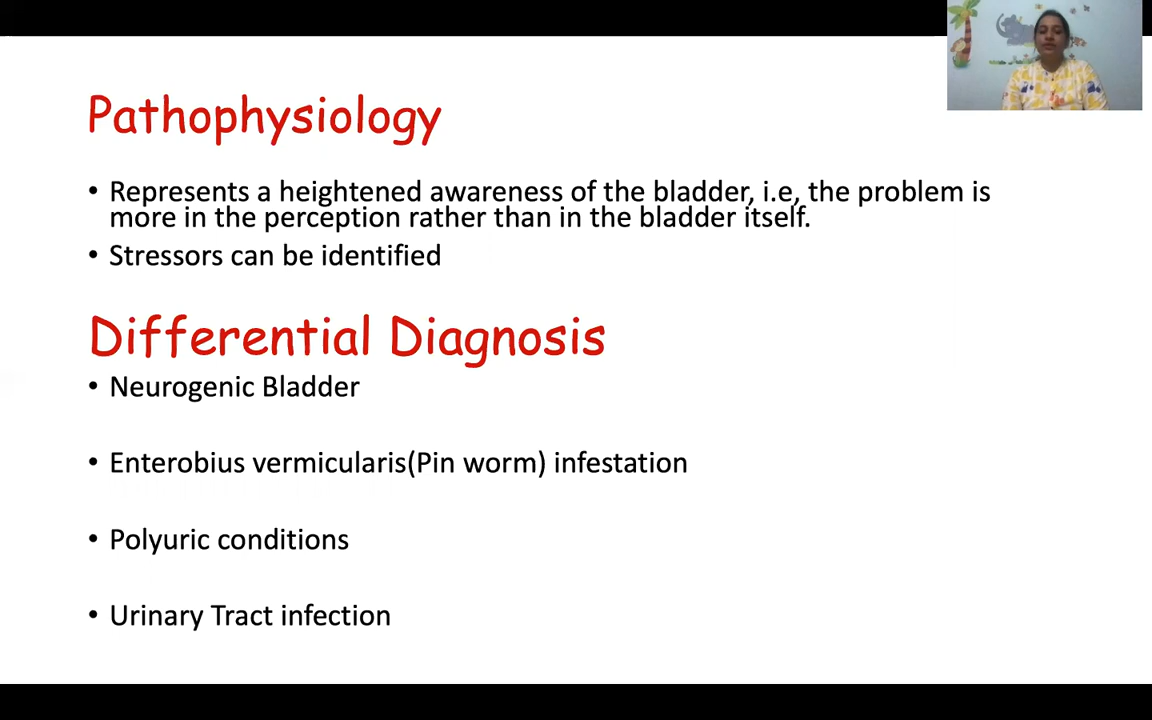 Pathophysiology
• Represents a heightened awareness of the bladder, i.e, the problem is
more in the perception rather than in the bladder itself.
• Stressors can be identified
Differential Diagnosis
• Neurogenic Bladder
• Enterobius vermicularis(Pin worm) infestation
• Polyuric conditions
• Urinary Tract infection